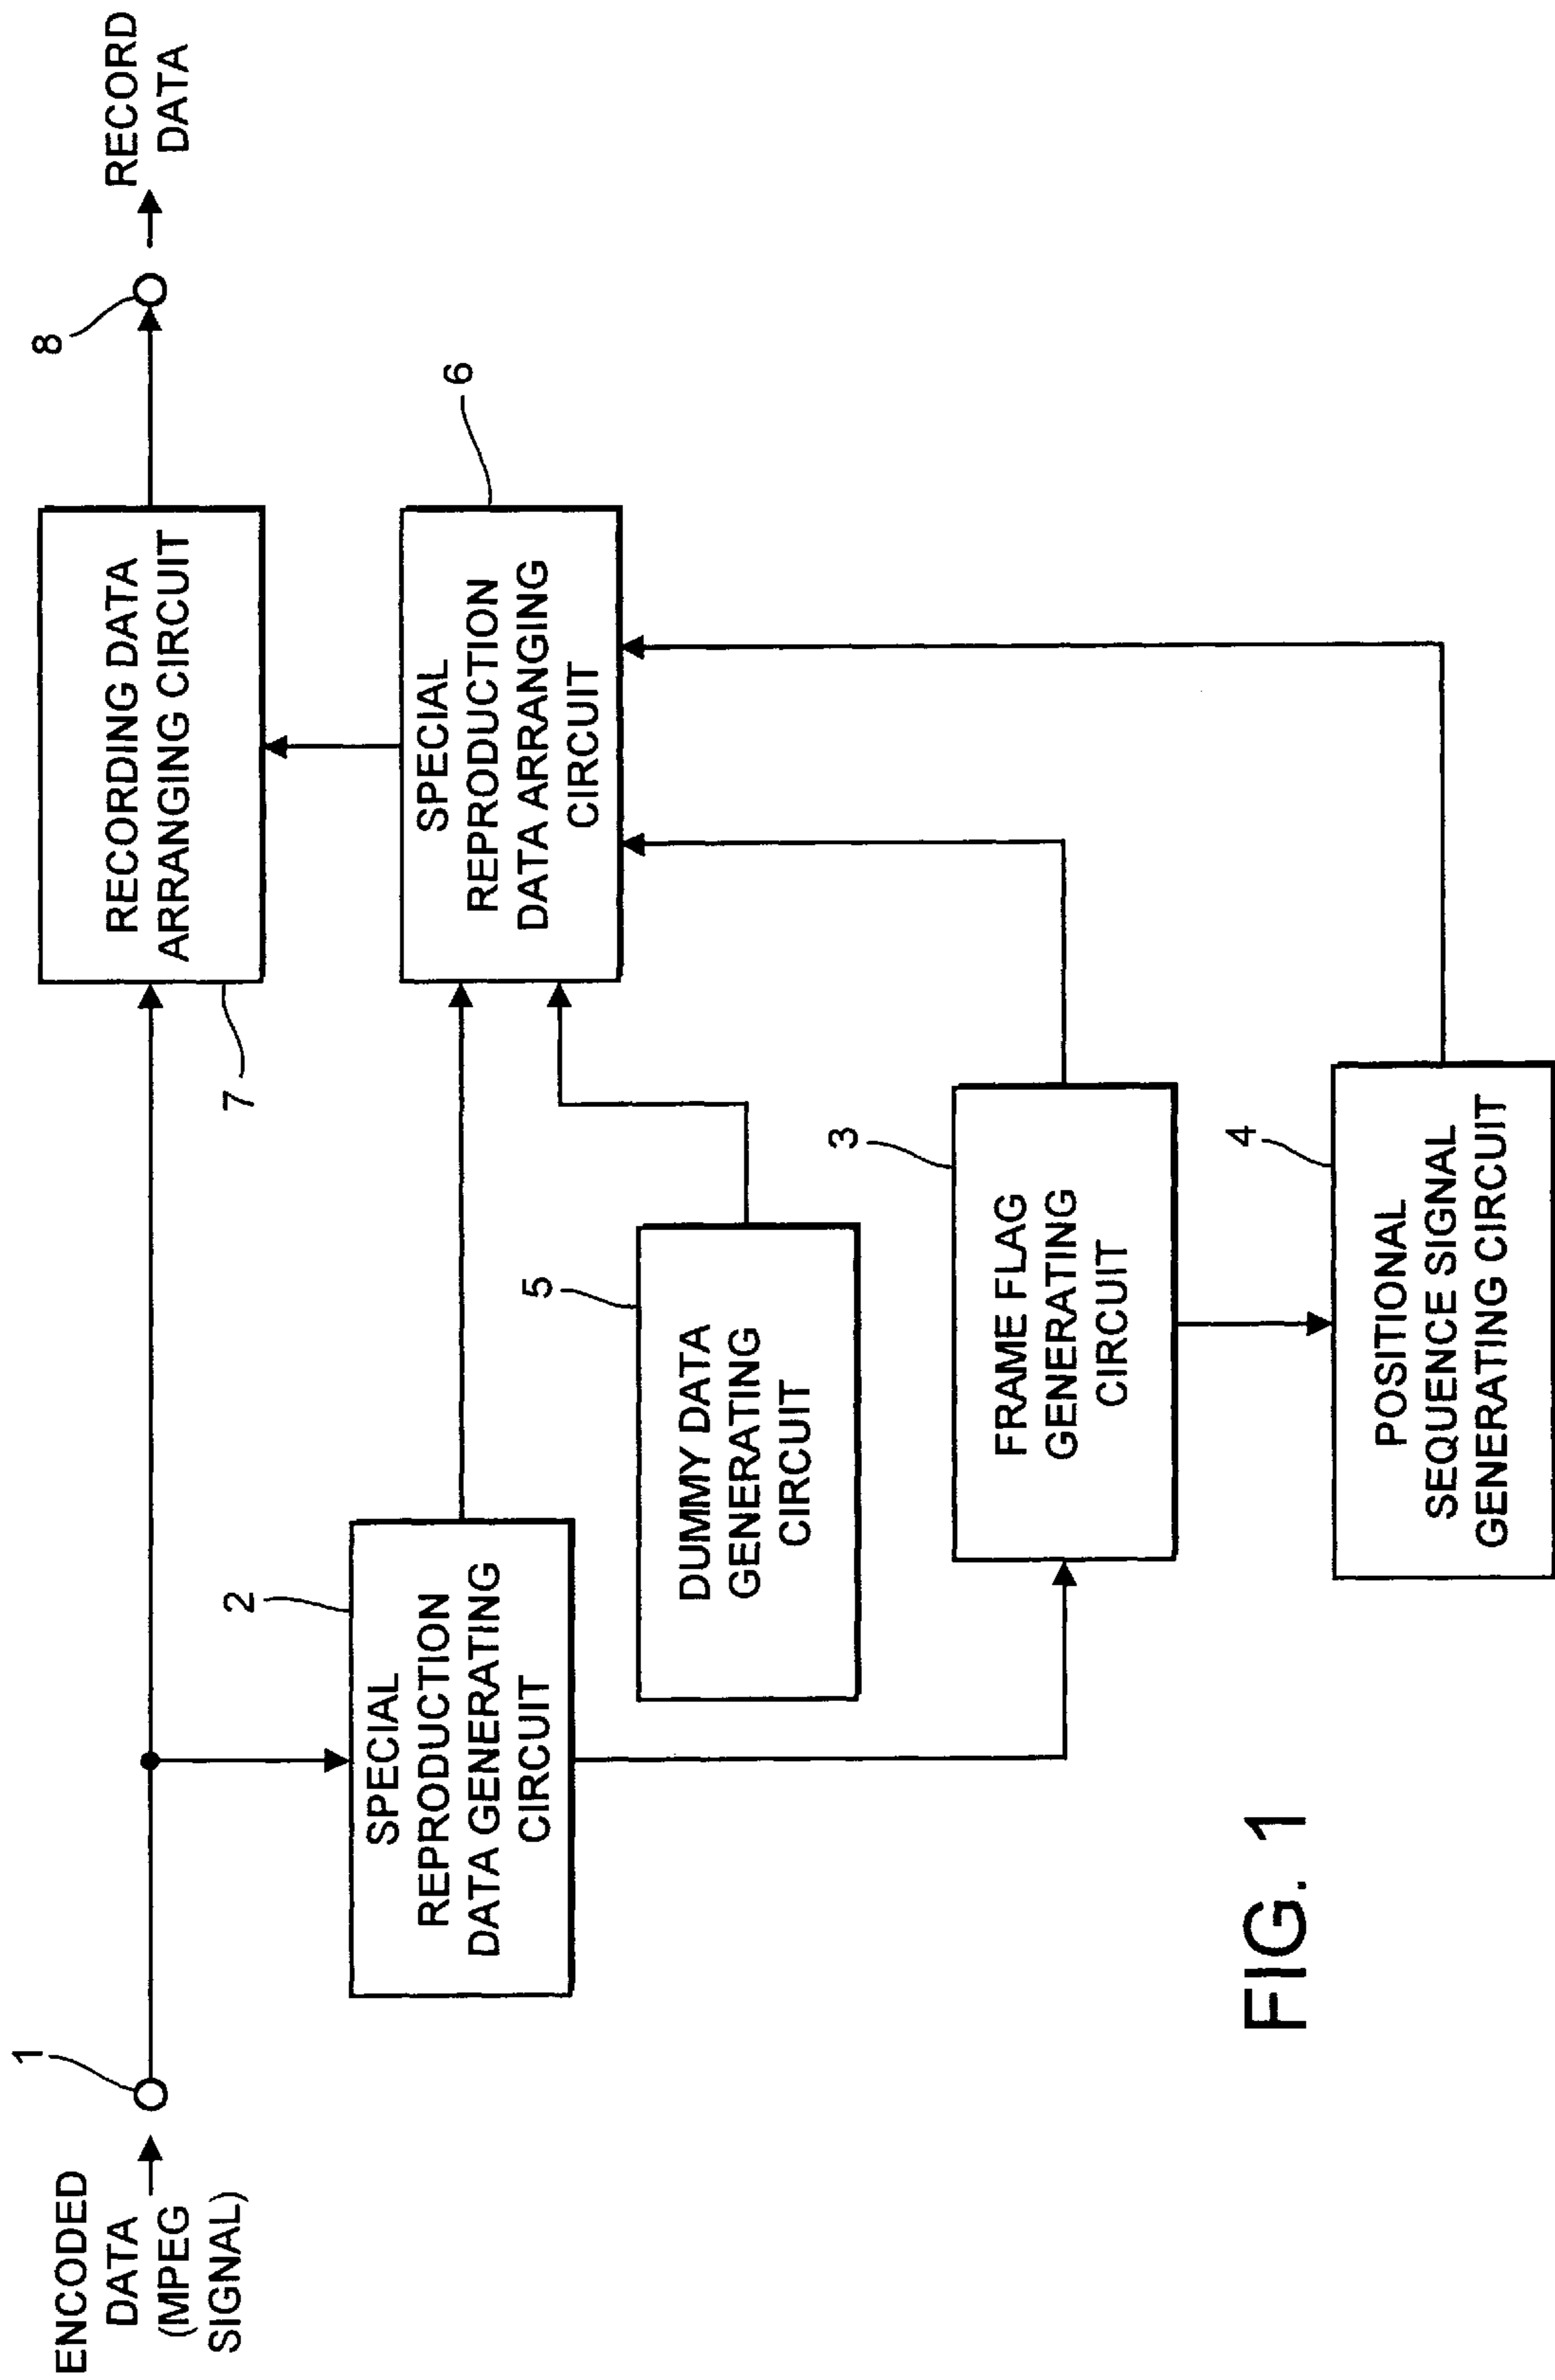 ENCODED
DATA
(MPEG
SIGNAL)
1
SPECIAL
REPRODUCTION
DATA GENERATING
CIRCUIT
2
DUMMY DATA
GENERATING
CIRCUIT
5
FRAME FLAG
GENERATING
CIRCUIT
3
POSITIONAL
SEQUENCE SIGNAL
GENERATING CIRCUIT
4
RECORDING DATA
ARRANGING CIRCUIT
7
SPECIAL
REPRODUCTION
DATA ARRANGING
CIRCUIT
6
8
RECORD
DATA
FIG. 1